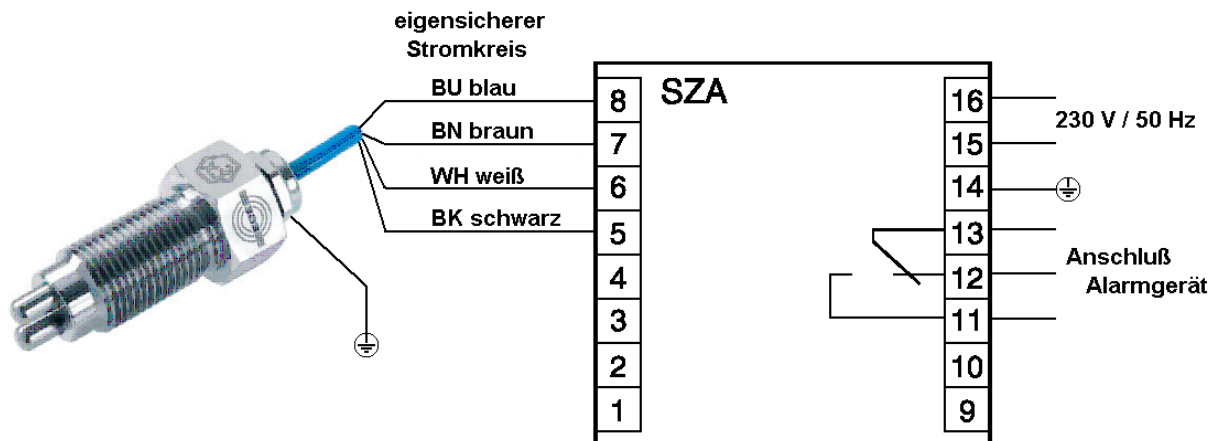 eigensicherer
Stromkreis
BU blau
BN braun
WH weiß
BK schwarz
SZA
8
7
6
5
4
3
2
1
16
15
14
13
12
11
10
9
230 V / 50 Hz
Anschluß
Alarmgerät